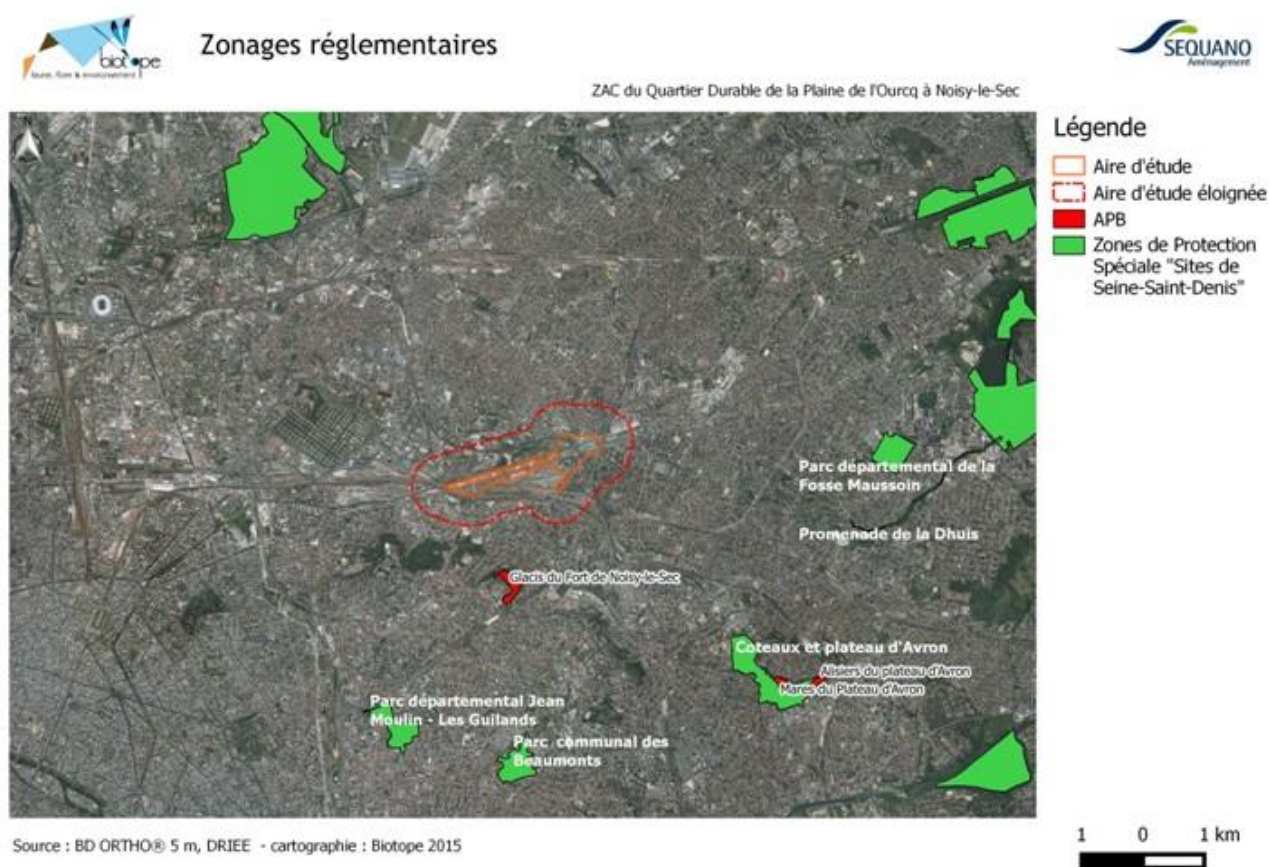 biotope
faune, flore & environnement
Zonages réglementaires
SEQUANO
Aménagement
ZAC du Quartier Durable de la Plaine de l'Ourcq à Noisy-le-Sec
N
Légende
Aire d'étude
Aire d'étude éloignée
APB
Zones de Protection
Spéciale "Sites de
Seine-Saint-Denis"
Parc départemental de la
Fosse Maussoin
Promenade de la Dhuis
Glacis du Fort de Noisy-le-Sec
Coteaux et plateau d'Avron
Alisiers du plateau d'Avron
Mares du Plateau d'Avron
Parc départemental Jean
Moulin - Les Guilands
Parc communal des
Beaumonts
Source : BD ORTHO® 5 m, DRIEE - cartographie : Biotope 2015
1 0 1 km